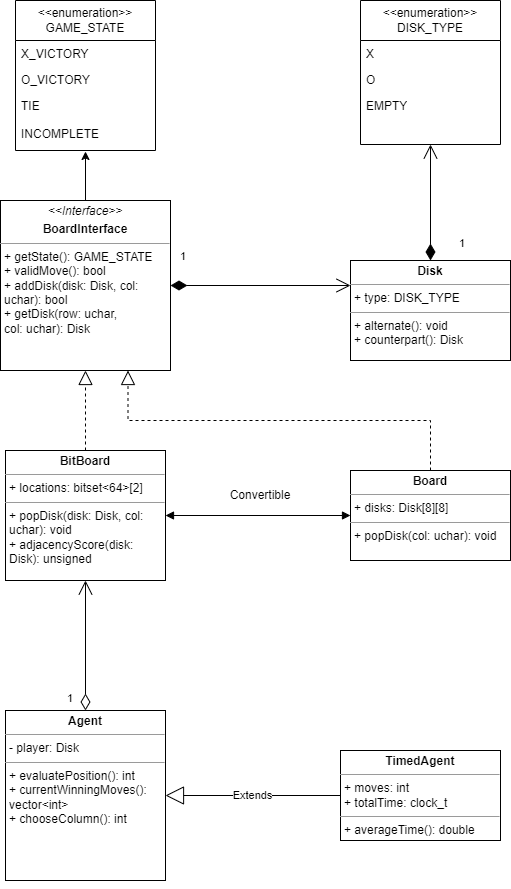 <<enumeration>>
GAME_STATE
X_VICTORY
O_VICTORY
TIE
INCOMPLETE
<<enumeration>>
DISK_TYPE
X
O
EMPTY
<<Interface>>
BoardInterface
+ getState(): GAME_STATE
+ validMove(): bool
+ addDisk(disk: Disk, col:
uchar): bool
+ getDisk(row: uchar,
col: uchar): Disk
1
1
Disk
+ type: DISK_TYPE
+ alternate(): void
+ counterpart(): Disk
BitBoard
+ locations: bitset<64>[2]
+ popDisk(disk: Disk, col:
uchar): void
+ adjacencyScore(disk:
Disk): unsigned
Convertible
Board
+ disks: Disk[8][8]
+ popDisk(col: uchar): void
1
Agent
- player: Disk
+ evaluatePosition(): int
+ currentWinningMoves():
vector<int>
+ chooseColumn(): int
Extends
TimedAgent
+ moves: int
+ totalTime: clock_t
+ averageTime(): double